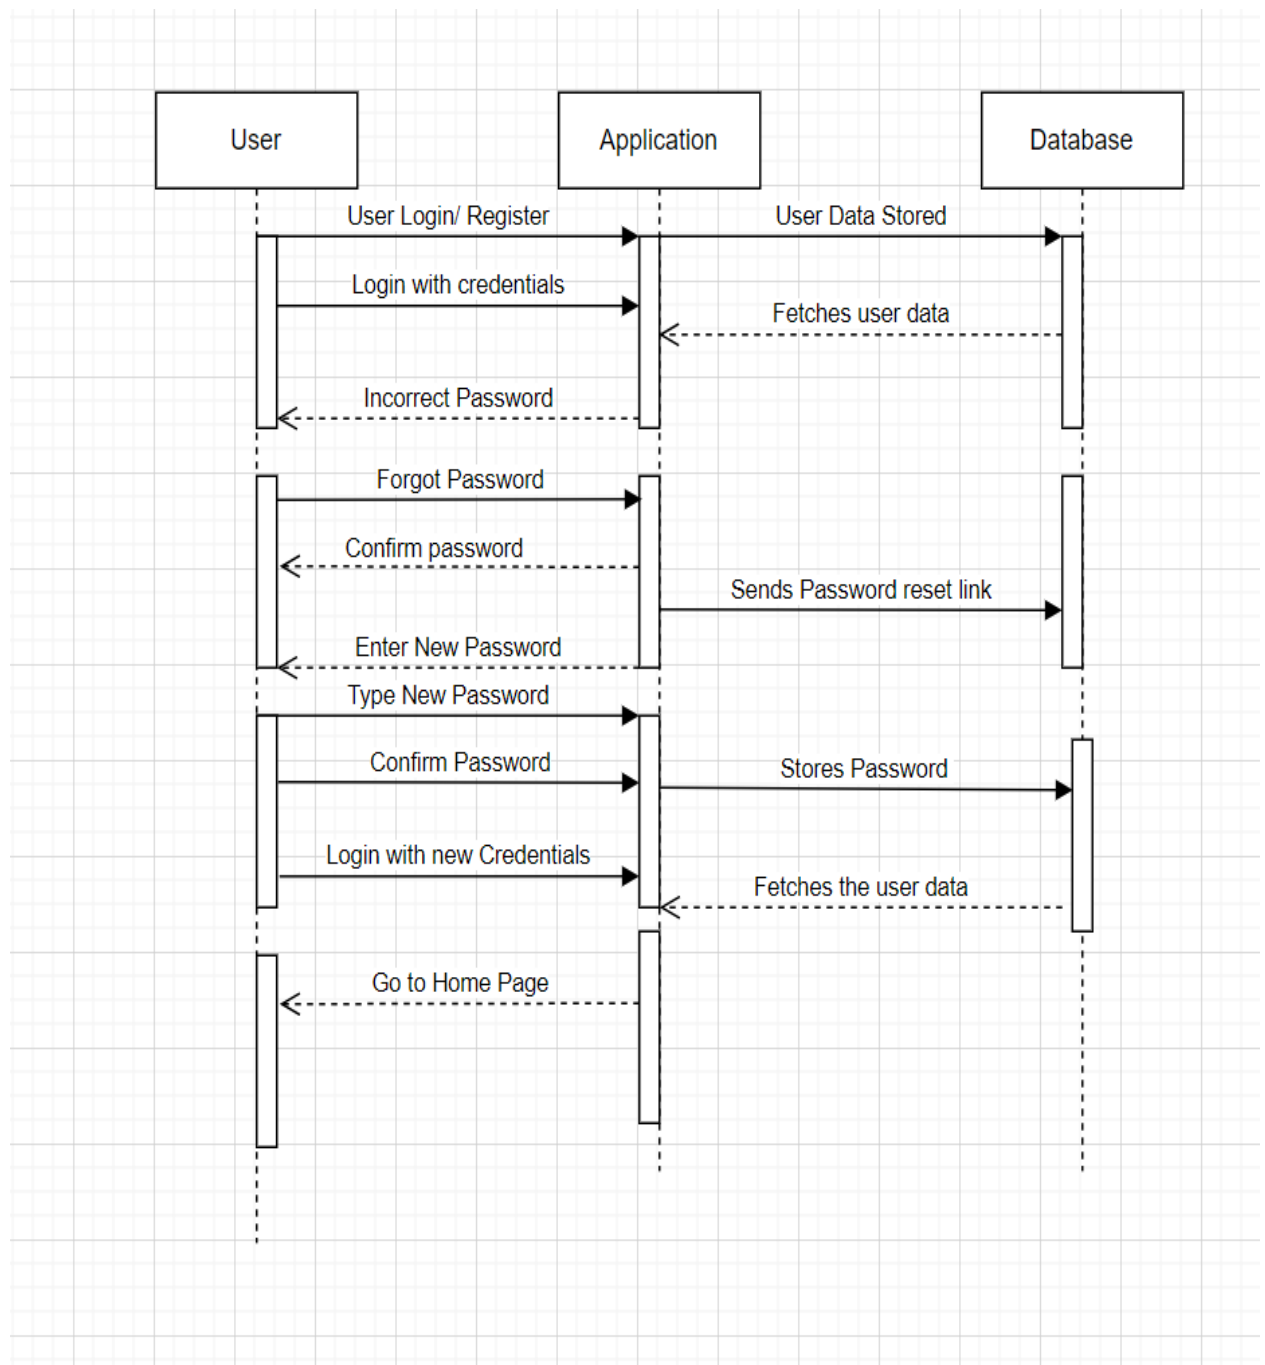 User
Application
Database
User Login/ Register
User Data Stored
Login with credentials
Fetches user data
Incorrect Password
Forgot Password
Confirm password
Sends Password reset link
Enter New Password
Type New Password
Confirm Password
Stores Password
Login with new Credentials
Fetches the user data
Go to Home Page